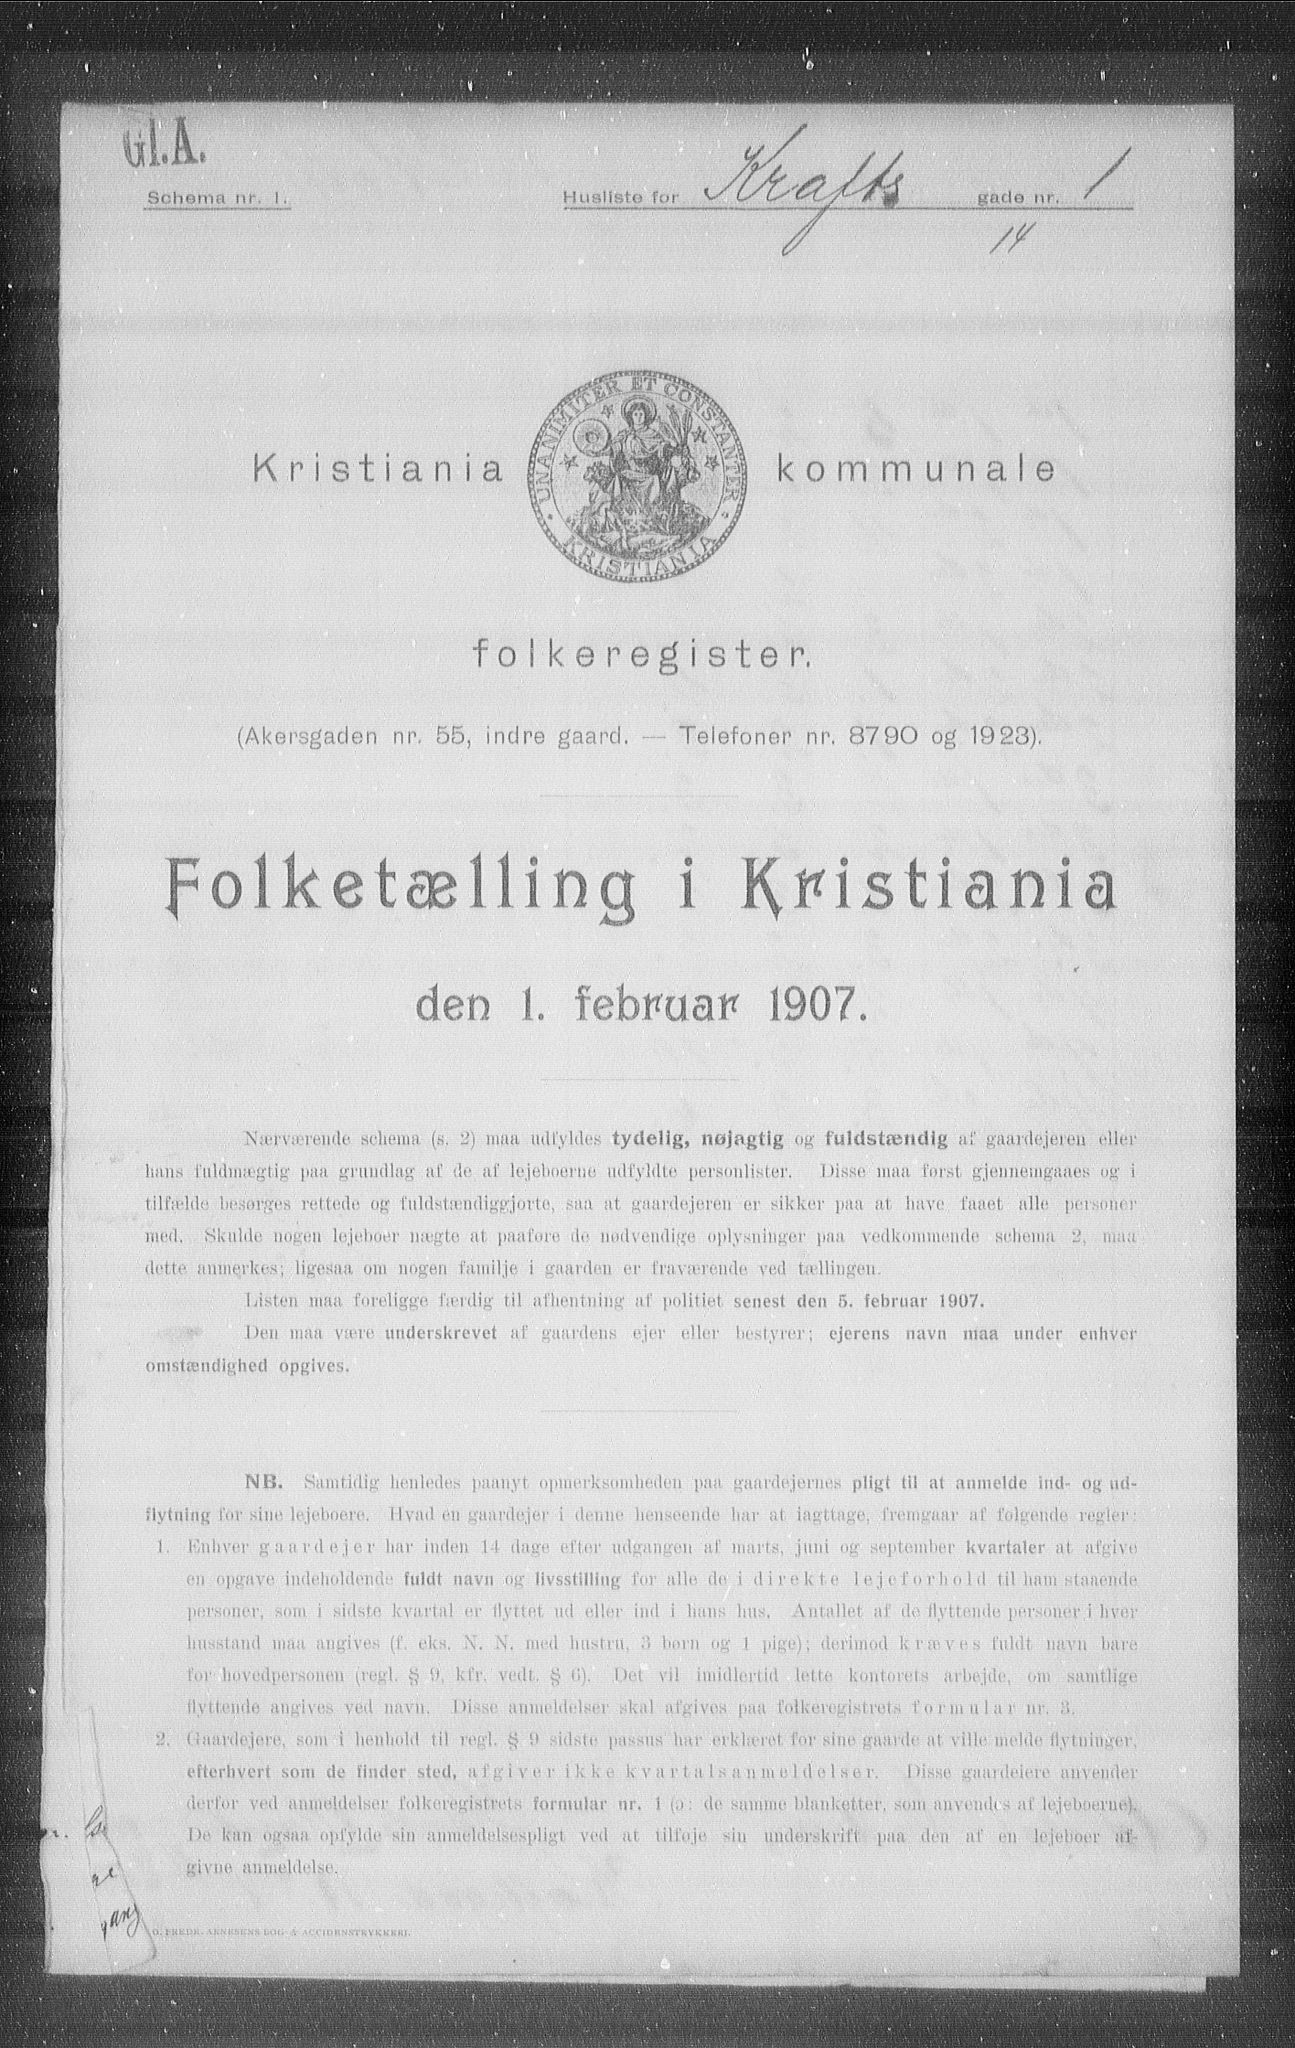 Gl. A.
Schema nr. 1.
Husliste for Krafts gade nr. 1
14
UNANIMITER ET CONSTANTER
KRISTIANIA
Kristiania kommunale
folkeregister.
(Akersgaden nr. 55, indre gaard. — Telefoner nr. 8790 og 1923).
Folketælling i Kristiania
den 1. februar 1907.
Nærværende schema (s. 2) maa udfyldes tydelig, nøjagtig og fuldstændig af gaardejeren eller
hans fuldmægtig paa grundlag af de af lejeboerne udfyldte personlister. Disse maa først gjennemgaaes og i
tilfælde besørges rettede og fuldstændiggjorte, saa at gaardejeren er sikker paa at have faaet alle personer
med. Skulde nogen lejeboer nægte at paaføre de nødvendige oplysninger paa vedkommende schema 2, maa
dette anmerkes; ligesaa om nogen familje i gaarden er fraværende ved tællingen.
Listen maa foreligge færdig til afhentning af politiet senest den 5. februar 1907.
Den maa være underskrevet af gaardens ejer eller bestyrer; ejerens navn maa under enhver
omstændighed opgives.
NB. Samtidig henledes paanyt opmerksomheden paa gaardejernes pligt til at anmelde ind- og ud-
flytning for sine lejeboere. Hvad en gaardejer i denne henseende har at iagttage, fremgaar af følgende regler:
1. Enhver gaardejer har inden 14 dage efter udgangen af marts, juni og september kvartaler at afgive
en opgave indeholdende fuldt navn og livsstilling for alle de i direkte lejeforhold til ham staaende
personer, som i sidste kvartal er flyttet ud eller ind i hans hus. Antallet af de flyttende personer i hver
husstand maa angives (f. eks. N. N. med hustru, 3 børn og 1 pige); derimod kræves fuldt navn bare
for hovedpersonen (regl. § 9, kfr. vedt. § 6). Det vil imidlertid lette kontorets arbejde, om samtlige
flyttende angives ved navn. Disse anmeldelser skal afgives paa folkeregistrets formular nr. 3.
2. Gaardejere, som i henhold til regl. § 9 sidste passus har erklæret for sine gaarde at ville melde flytninger,
efterhvert som de finder sted, afgiver ikke kvartalsanmeldelser. Disse gaardeiere anvender
derfor ved anmeldelser folkeregistrets formular nr. 1 (ɔ: de samme blanketter, som anvendes af lejeboerne).
De kan ogsaa opfylde sin anmeldelsespligt ved at tilføje sin underskrift paa den af en lejeboer af-
givne anmeldelse.
O. FREDR. ARNESENS BOG- & ACCIDENSTRYKKERI.